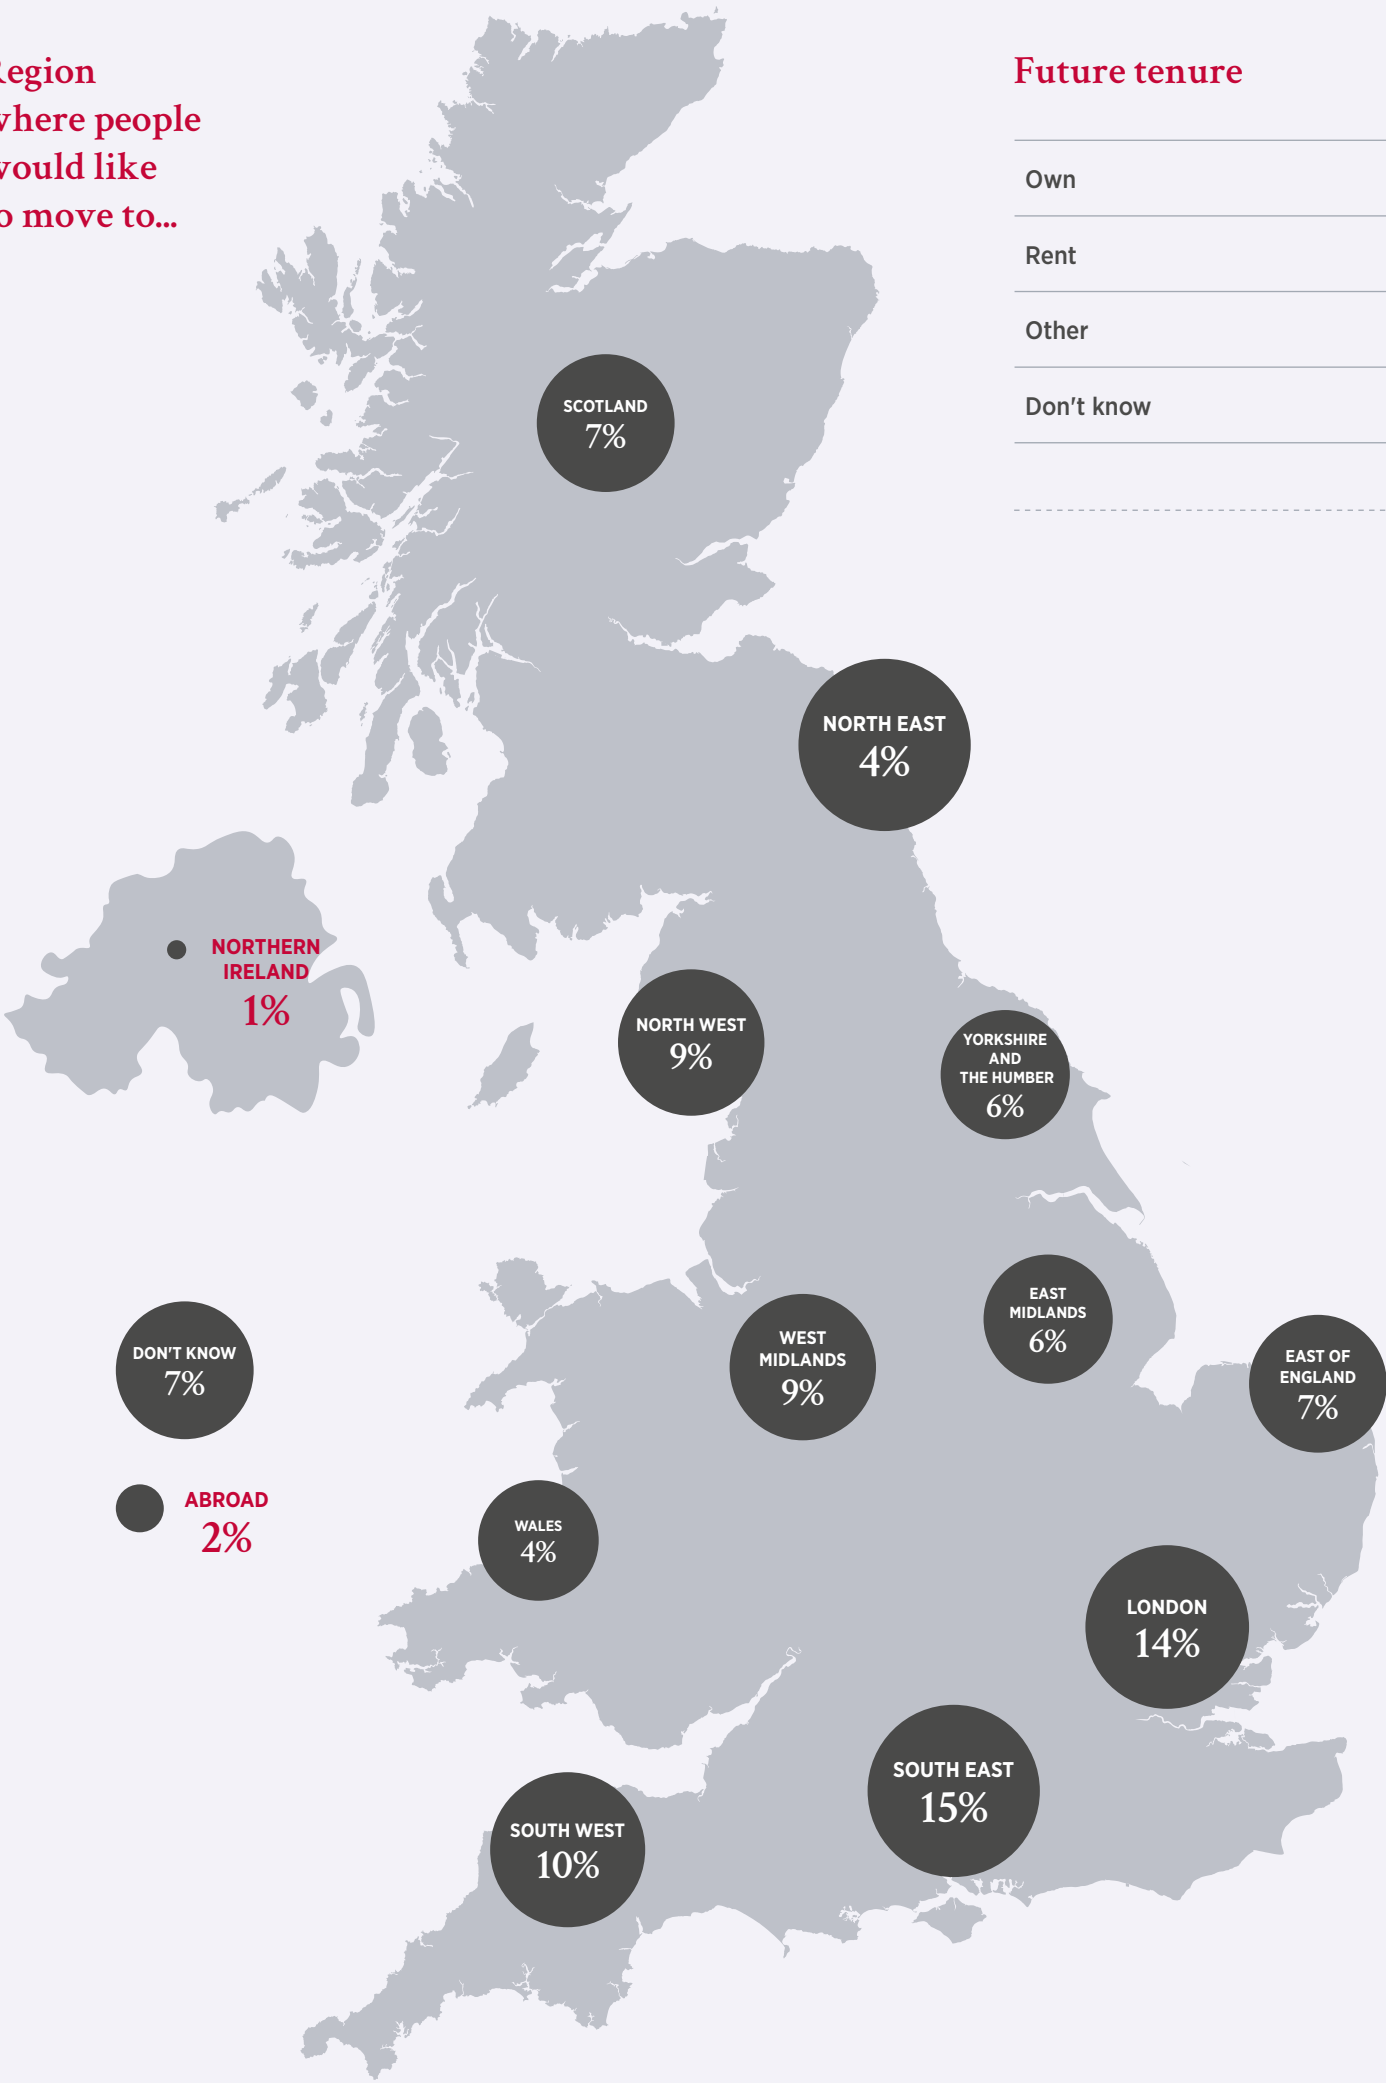 Region
where people
would like
to move to...
Future tenure
Own
Rent
Other
Don't know
SCOTLAND
7%
NORTH EAST
4%
NORTHERN
IRELAND
1%
NORTH WEST
9%
YORKSHIRE
AND
THE HUMBER
6%
EAST
MIDLANDS
6%
WEST
MIDLANDS
9%
EAST OF
ENGLAND
7%
DON'T KNOW
7%
ABROAD
2%
WALES
4%
LONDON
14%
SOUTH EAST
15%
SOUTH WEST
10%